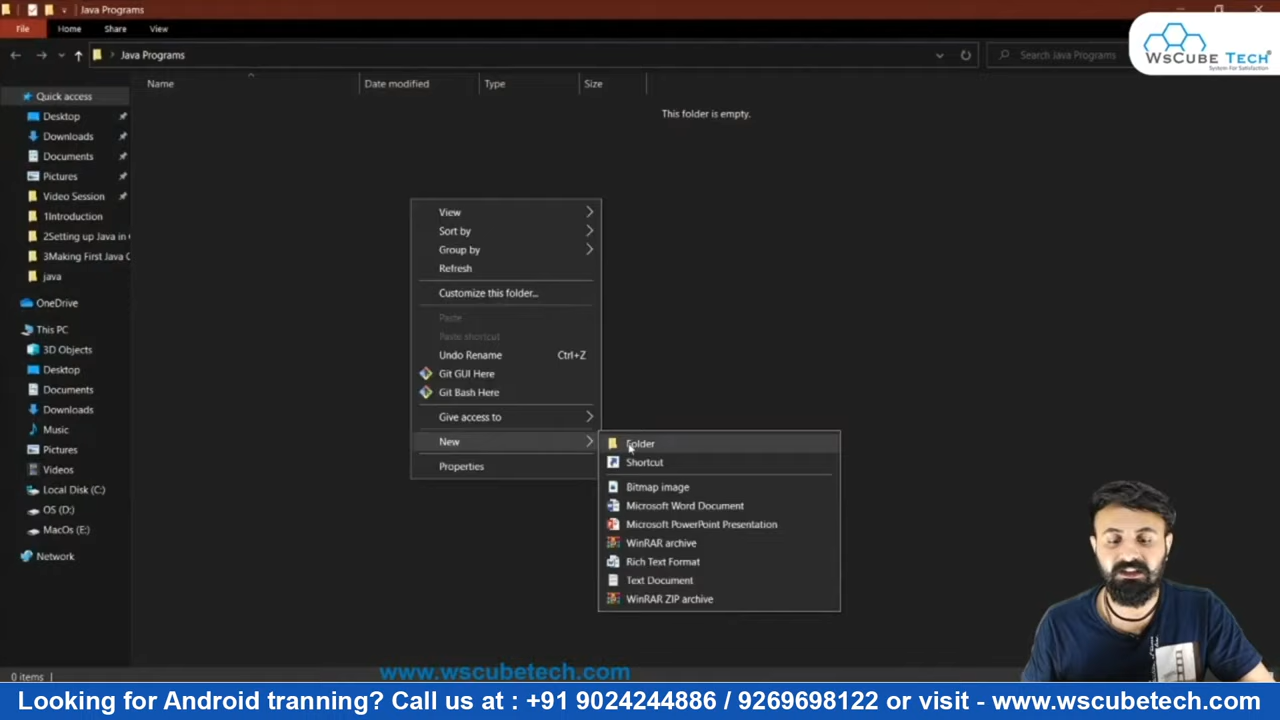 Java Programs
File Home Share View
Java Programs
Search Java Programs
WsCube Tech
System For Satisfaction
Name Date modified Type Size
This folder is empty.
Quick access
Desktop
Downloads
Documents
Pictures
Video Session
1Introduction
2Setting up Java in
3Making First Java C
java
OneDrive
This PC
3D Objects
Desktop
Documents
Downloads
Music
Pictures
Videos
Local Disk (C:)
OS (D:)
MacOs (E:)
Network
View
Sort by
Group by
Refresh
Customize this folder...
Paste
Paste shortcut
Undo Rename Ctrl+Z
Git GUI Here
Git Bash Here
Give access to
New
Properties
Folder
Shortcut
Bitmap image
Microsoft Word Document
Microsoft PowerPoint Presentation
WinRAR archive
Rich Text Format
Text Document
WinRAR ZIP archive
0 items
www.wscubetech.com
Looking for Android tranning? Call us at : +91 9024244886 / 9269698122 or visit - www.wscubetech.com